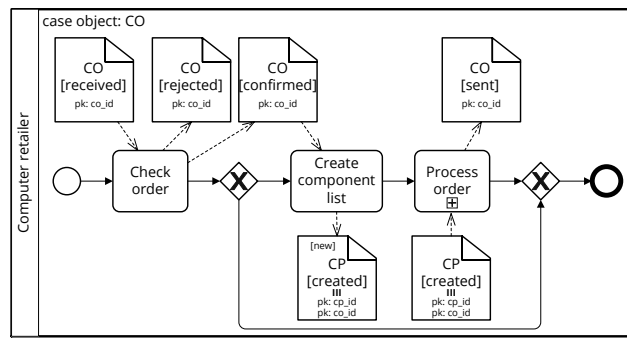 case object: CO
Computer retailer
CO
[received]
pk: co_id
CO
[rejected]
pk: co_id
CO
[confirmed]
pk: co_id
CO
[sent]
pk: co_id
Check
order
X
Create
component
list
Process
order
X
[new]
CP
[created]
pk: cp_id
pk: co_id
CP
[created]
pk: cp_id
pk: co_id